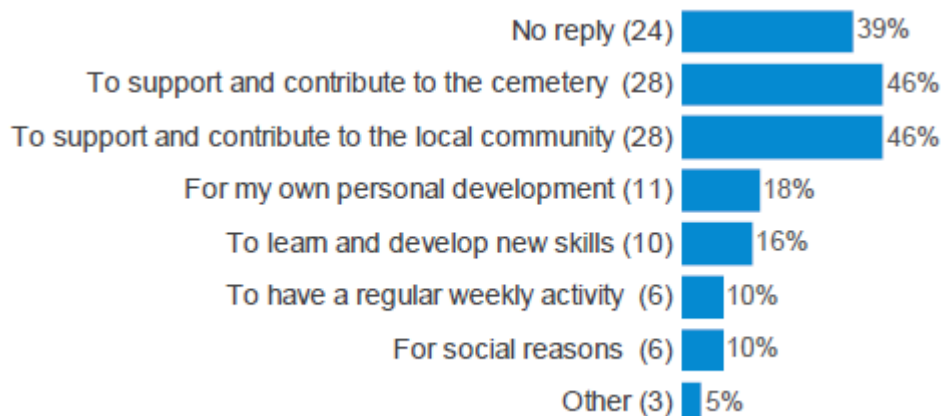 No reply (24) 39%
To support and contribute to the cemetery (28) 46%
To support and contribute to the local community (28) 46%
For my own personal development (11) 18%
To learn and develop new skills (10) 16%
To have a regular weekly activity (6) 10%
For social reasons (6) 10%
Other (3) 5%